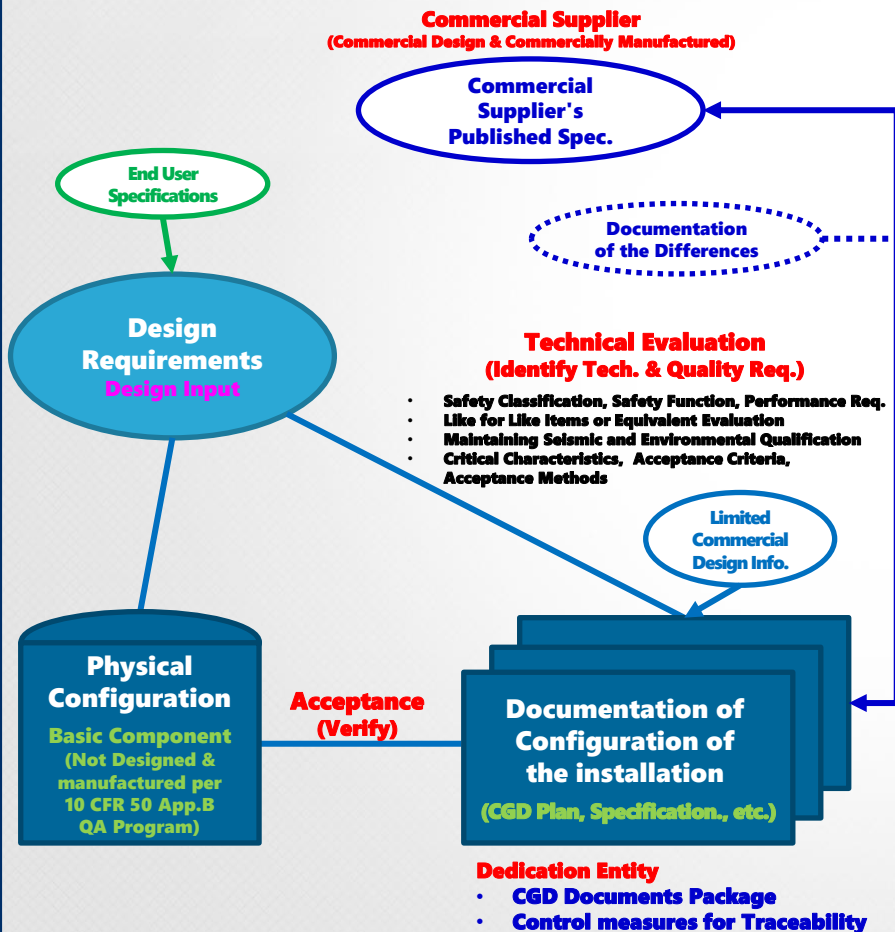 Commercial Supplier
(Commercial Design & Commercially Manufactured)
Commercial
Supplier's
Published Spec.
End User
Specifications
Documentation
of the Differences
Design
Requirements
Design Input
Technical Evaluation
(Identify Tech. & Quality Req.)
• Safety Classification, Safety Function, Performance Req.
• Like for Like Items or Equivalent Evaluation
• Maintaining Seismic and Environmental Qualification
• Critical Characteristics, Acceptance Criteria,
Acceptance Methods
Limited
Commercial
Design Info.
Physical
Configuration
Basic Component
(Not Designed &
manufactured per
10 CFR 50 App.B
QA Program)
Acceptance
(Verify)
Documentation of
Configuration of
the installation
(CGD Plan, Specification., etc.)
Dedication Entity
• CGD Documents Package
• Control measures for Traceability